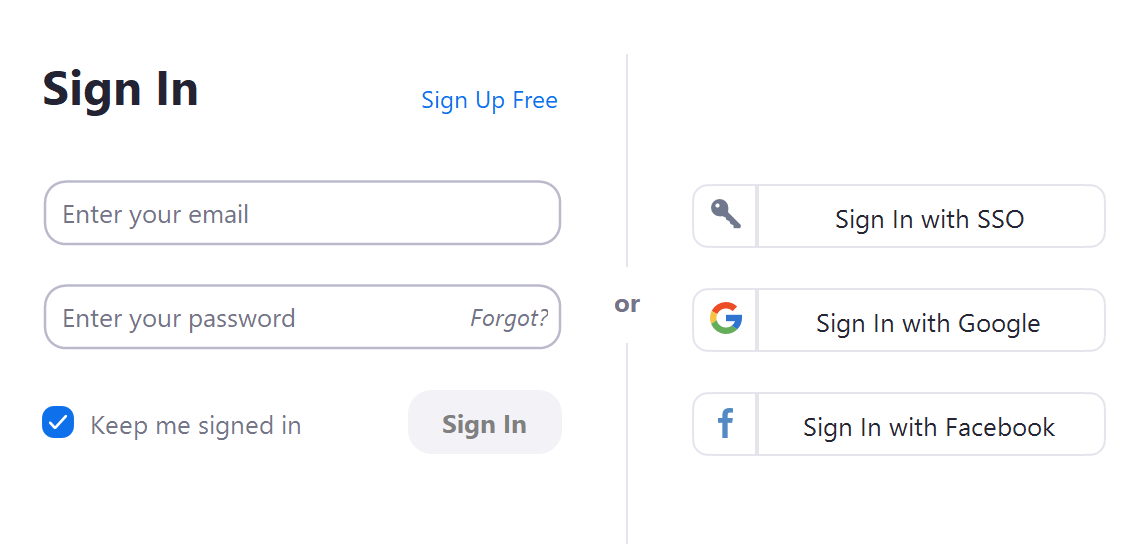 Sign In
Sign Up Free
Enter your email
Enter your password
Forgot?
Keep me signed in
Sign In
or
Sign In with SSO
Sign In with Google
Sign In with Facebook